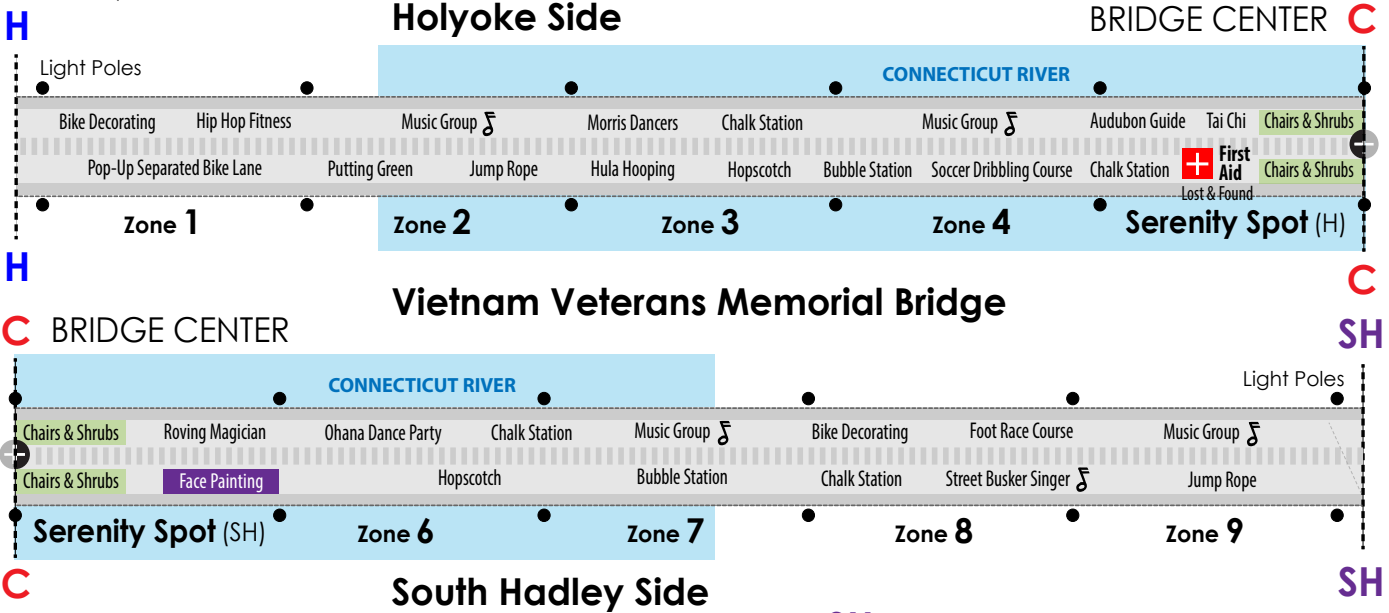 H
Holyoke Side
BRIDGE CENTER C
Light Poles
CONNECTICUT RIVER
Bike Decorating Hip Hop Fitness Music Group Morris Dancers Chalk Station Music Group Audubon Guide Tai Chi Chairs & Shrubs
Pop-Up Separated Bike Lane Putting Green Jump Rope Hula Hooping Hopscotch Bubble Station Soccer Dribbling Course Chalk Station First Aid Chairs & Shrubs
Lost & Found
Zone 1 Zone 2 Zone 3 Zone 4 Serenity Spot (H)
H
C
Vietnam Veterans Memorial Bridge
C BRIDGE CENTER
SH
CONNECTICUT RIVER
Light Poles
Chairs & Shrubs Roving Magician Ohana Dance Party Chalk Station Music Group Bike Decorating Foot Race Course Music Group
Chairs & Shrubs Face Painting Hopscotch Bubble Station Chalk Station Street Busker Singer Jump Rope
Serenity Spot (SH) Zone 6 Zone 7 Zone 8 Zone 9
C
South Hadley Side
SH